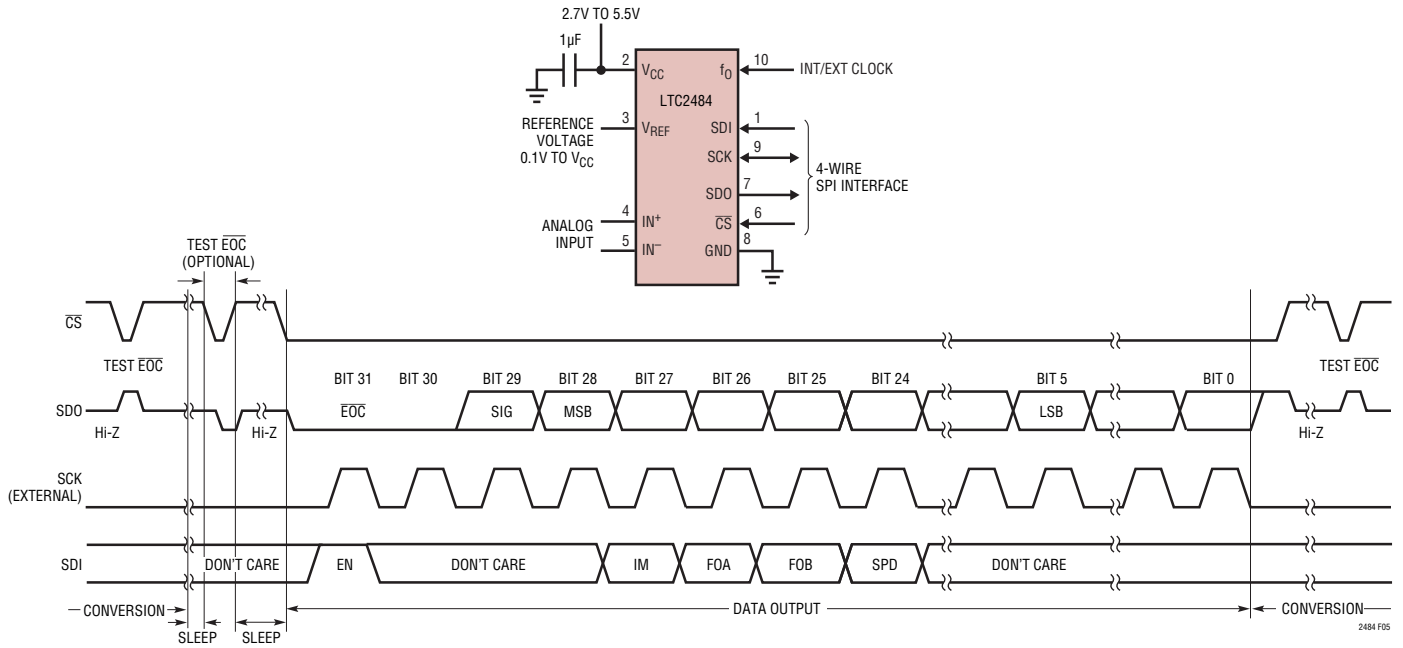 2.7V TO 5.5V
1µF
2
VCC
fO
10
INT/EXT CLOCK
LTC2484
REFERENCE
VOLTAGE
0.1V TO VCC
3
VREF
SDI
1
SCK
9
SDO
7
4-WIRE
SPI INTERFACE
ANALOG
INPUT
4
IN+
5
IN–
CS
6
GND
8
TEST EOC
(OPTIONAL)
CS
TEST EOC
TEST EOC
BIT 31
BIT 30
BIT 29
BIT 28
BIT 27
BIT 26
BIT 25
BIT 24
BIT 5
BIT 0
SDO
EOC
SIG
MSB
LSB
Hi-Z
Hi-Z
Hi-Z
SCK
(EXTERNAL)
SDI
DON'T CARE
EN
DON'T CARE
IM
FOA
FOB
SPD
DON'T CARE
CONVERSION
DATA OUTPUT
CONVERSION
SLEEP
SLEEP
2484 F05